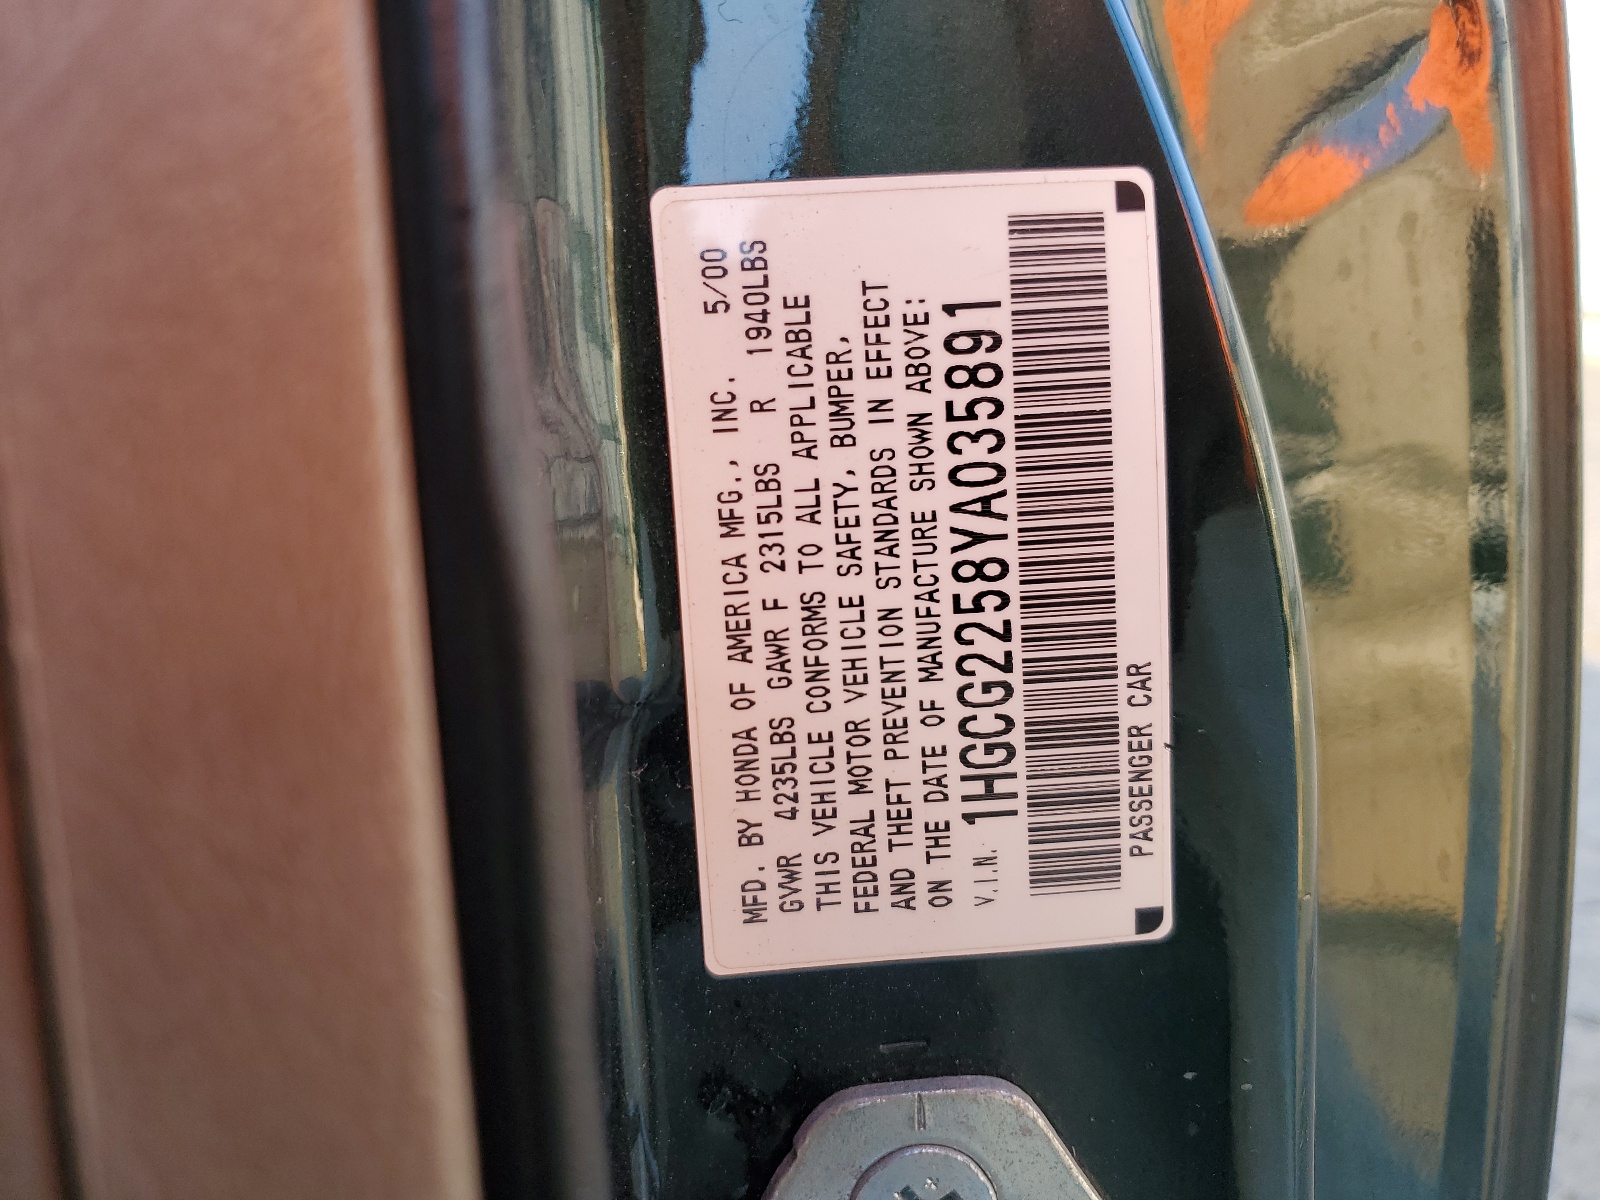 MFD. BY HONDA OF AMERICA MFG., INC. 5/00
GVWR 4235LBS GAWR F 2315LBS R 1940LBS
THIS VEHICLE CONFORMS TO ALL APPLICABLE
FEDERAL MOTOR VEHICLE SAFETY, BUMPER,
AND THEFT PREVENTION STANDARDS IN EFFECT
ON THE DATE OF MANUFACTURE SHOWN ABOVE:
V.I.N. 1HGCG2258YA035891
PASSENGER CAR